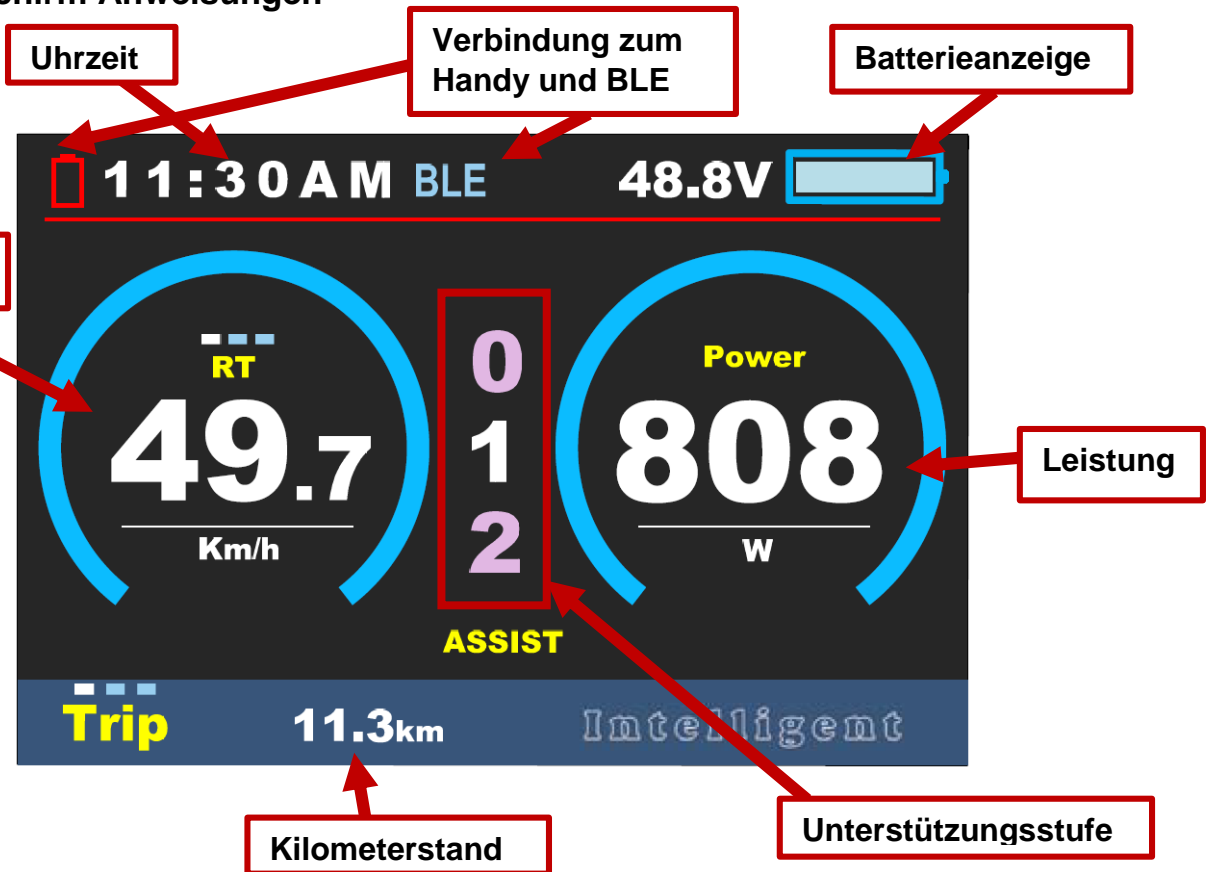 Uhrzeit
Verbindung zum
Handy und BLE
Batterieanzeige
11:30AM BLE 48.8V
RT
49.7
Km/h
0
1
2
ASSIST
Power
808
W
Leistung
Trip 11.3km Intelligent
Kilometerstand
Unterstützungsstufe